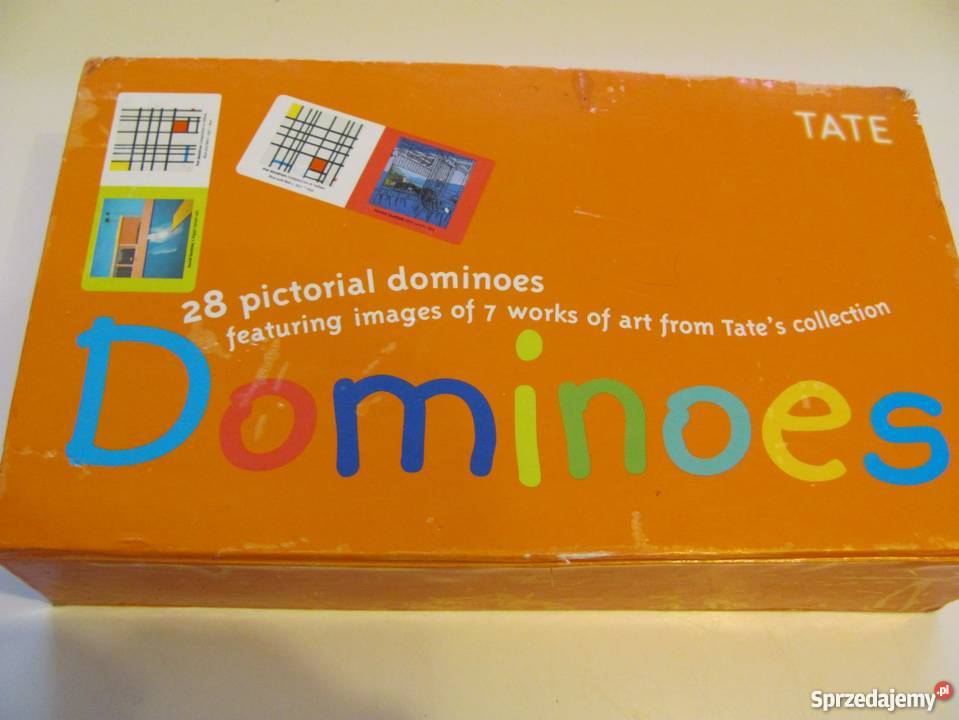 TATE
28 pictorial dominoes
featuring images of 7 works of art from Tate's collection
Dominoes
Sprzedajemy.pl